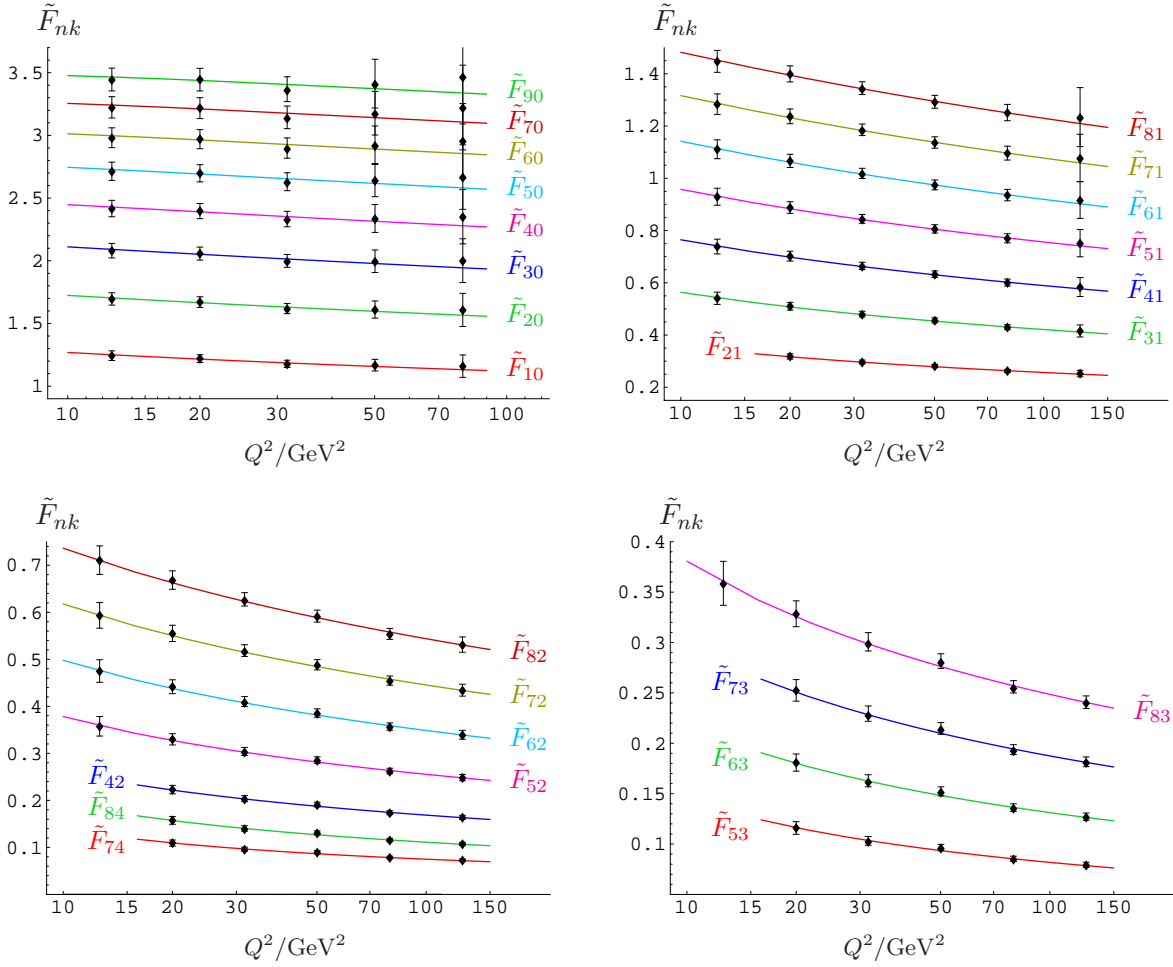 F̃nk
3.5
3
2.5
2
1.5
1
F̃90
F̃70
F̃60
F̃50
F̃40
F̃30
F̃20
F̃10
10 15 20 30 50 70 100
Q²/GeV²
F̃nk
1.4
1.2
1
0.8
0.6
0.4
0.2
F̃81
F̃71
F̃61
F̃51
F̃41
F̃31
F̃21
10 15 20 30 50 70 100 150
Q²/GeV²
F̃nk
0.7
0.6
0.5
0.4
0.3
0.2
0.1
F̃82
F̃72
F̃62
F̃52
F̃42
F̃84
F̃74
10 15 20 30 50 70 100 150
Q²/GeV²
F̃nk
0.4
0.35
0.3
0.25
0.2
0.15
0.1
F̃83
F̃73
F̃63
F̃53
10 15 20 30 50 70 100 150
Q²/GeV²